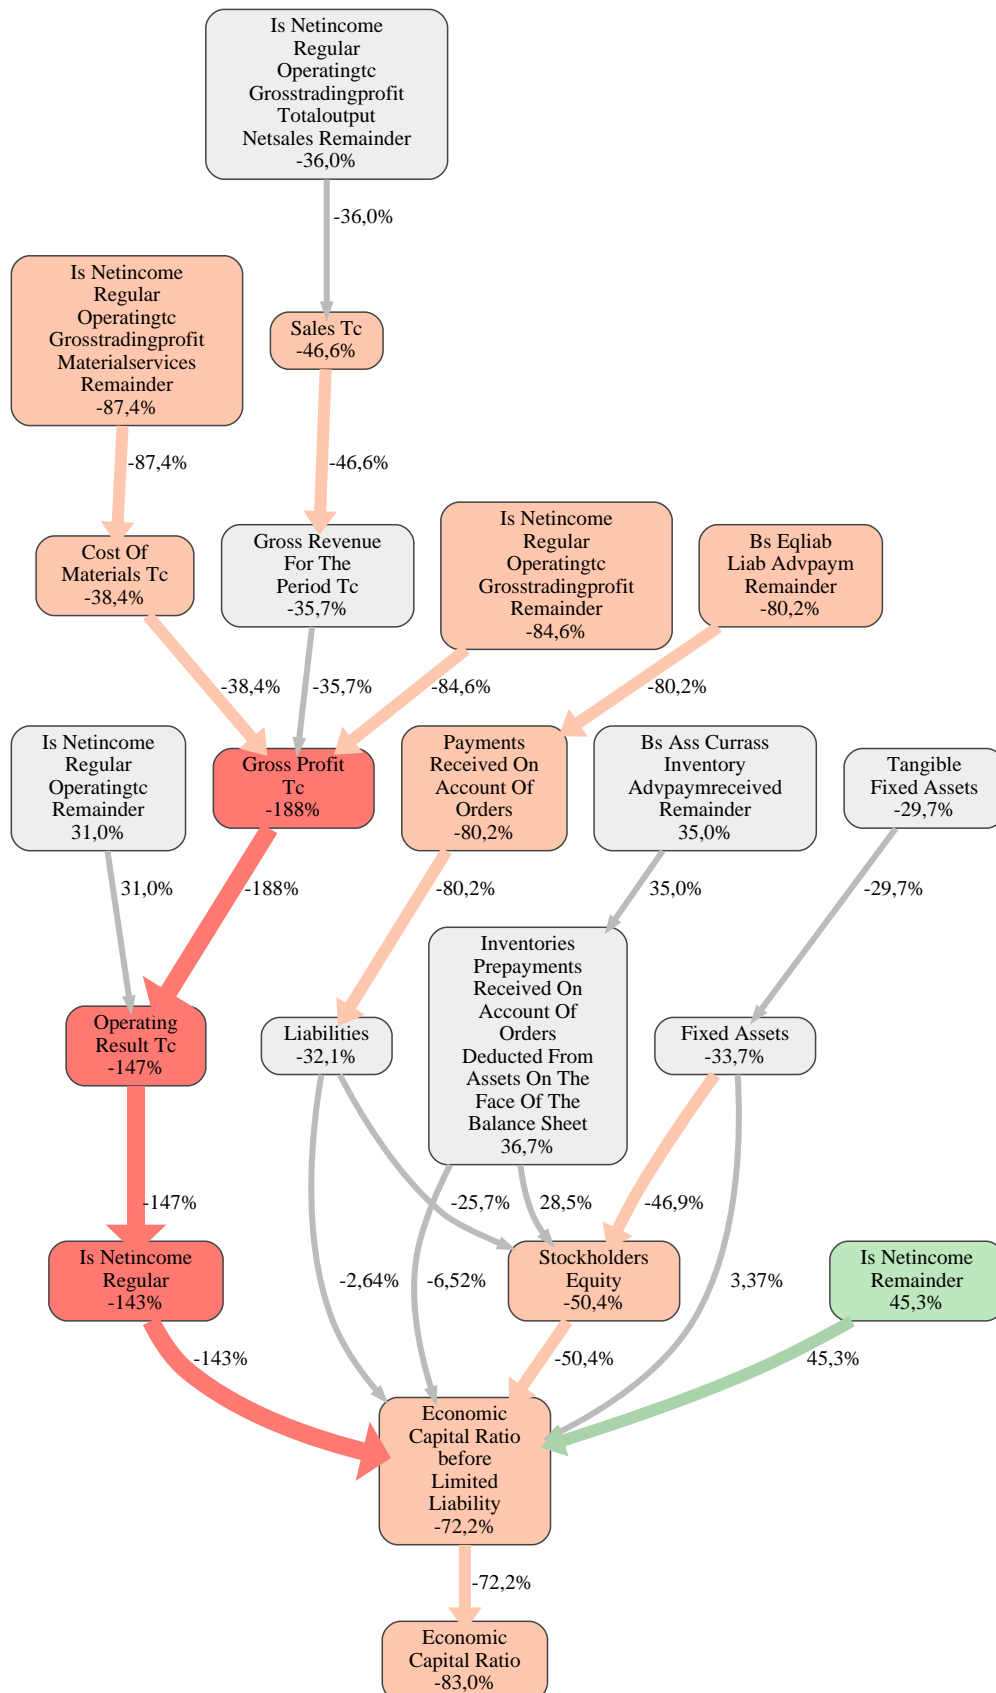 Is Netincome
Regular
Operatingtc
Grosstradingprofit
Totaloutput
Netsales Remainder
-36,0%
-36,0%
Is Netincome
Regular
Operatingtc
Grosstradingprofit
Materialservices
Remainder
-87,4%
Sales Tc
-46,6%
-87,4%
-46,6%
Cost Of
Materials Tc
-38,4%
Gross Revenue
For The
Period Tc
-35,7%
Is Netincome
Regular
Operatingtc
Grosstradingprofit
Remainder
-84,6%
Bs Eqliab
Liab Advpaym
Remainder
-80,2%
-38,4%
-35,7%
-84,6%
-80,2%
Is Netincome
Regular
Operatingtc
Remainder
31,0%
Gross Profit
Tc
-188%
Payments
Received On
Account Of
Orders
-80,2%
Bs Ass Currass
Inventory
Advpaymreceived
Remainder
35,0%
Tangible
Fixed Assets
-29,7%
31,0%
-188%
-80,2%
35,0%
-29,7%
Operating
Result Tc
-147%
Liabilities
-32,1%
Inventories
Prepayments
Received On
Account Of
Orders
Deducted From
Assets On The
Face Of The
Balance Sheet
36,7%
Fixed Assets
-33,7%
-147%
-25,7%
28,5%
-46,9%
Is Netincome
Regular
-143%
-2,64%
-6,52%
Stockholders
Equity
-50,4%
3,37%
Is Netincome
Remainder
45,3%
-143%
-50,4%
45,3%
Economic
Capital Ratio
before
Limited
Liability
-72,2%
-72,2%
Economic
Capital Ratio
-83,0%